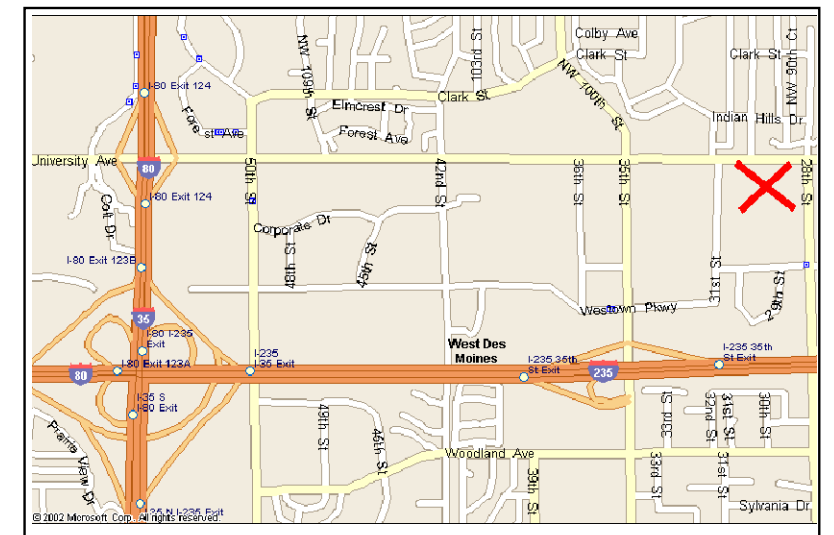 Colby Ave
Clark St
Clark St
NW 109th St
103rd St
NW 100th St
NW 90th Ct
I-80 Exit 124
Clark St
Elmcrest Dr
Forest Ave
Forest Ave
Indian Hills Dr
University Ave
80
50th St
42nd St
36th St
35th St
28th St
I-80 Exit 124
Colt Dr
Corporate Dr
48th St
45th St
31st St
29th St
I-80 Exit 123B
Westown Pkwy
35
I-80 I-235
Exit
West Des
Moines
I-235
I-35 Exit
I-235 35th
St Exit
I-235 35th
St Exit
80
I-80 Exit 123A
235
I-35 S
I-80 Exit
49th St
45th St
39th St
33rd St
32nd St
31st St
30th St
33rd St
31st St
Prairie View Dr
Woodland Ave
Sylvania Dr
I-35 N I-235 Exit
© 2002 Microsoft Corp. All rights reserved.